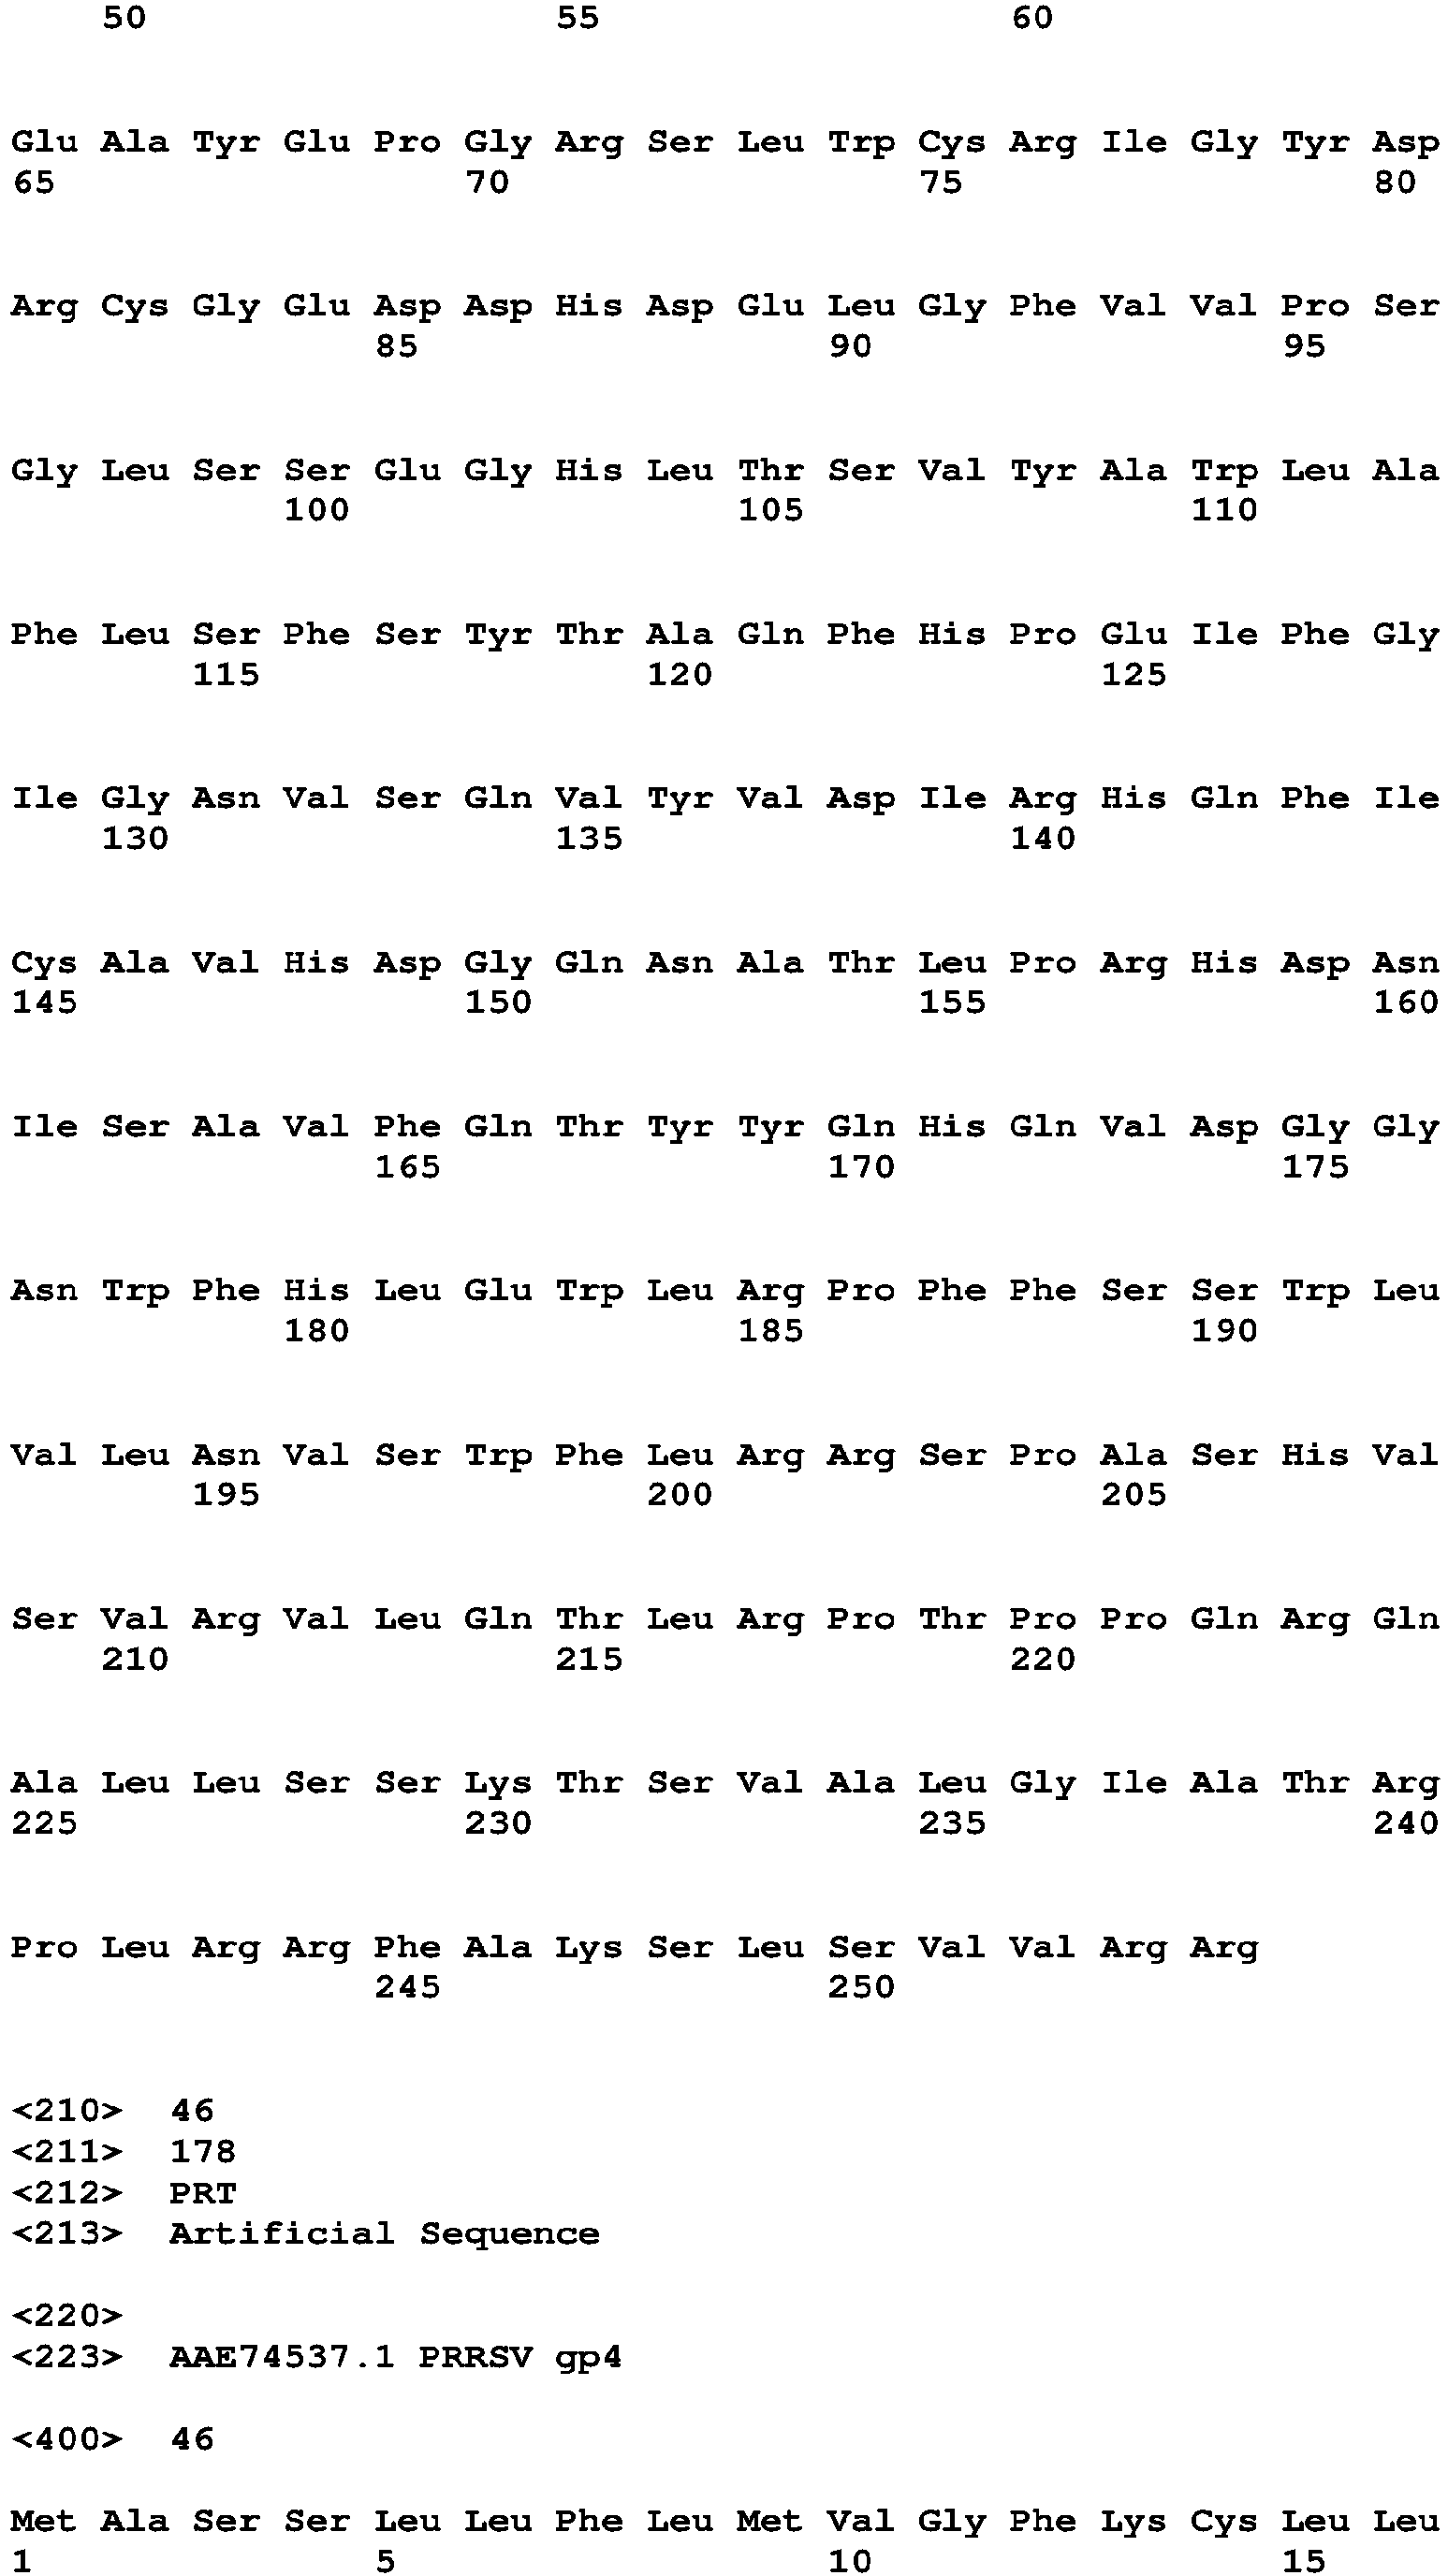 50 55 60
Glu Ala Tyr Glu Pro Gly Arg Ser Leu Trp Cys Arg Ile Gly Tyr Asp
65 70 75 80
Arg Cys Gly Glu Asp Asp His Asp Glu Leu Gly Phe Val Val Pro Ser
85 90 95
Gly Leu Ser Ser Glu Gly His Leu Thr Ser Val Tyr Ala Trp Leu Ala
100 105 110
Phe Leu Ser Phe Ser Tyr Thr Ala Gln Phe His Pro Glu Ile Phe Gly
115 120 125
Ile Gly Asn Val Ser Gln Val Tyr Val Asp Ile Arg His Gln Phe Ile
130 135 140
Cys Ala Val His Asp Gly Gln Asn Ala Thr Leu Pro Arg His Asp Asn
145 150 155 160
Ile Ser Ala Val Phe Gln Thr Tyr Tyr Gln His Gln Val Asp Gly Gly
165 170 175
Asn Trp Phe His Leu Glu Trp Leu Arg Pro Phe Phe Ser Ser Trp Leu
180 185 190
Val Leu Asn Val Ser Trp Phe Leu Arg Arg Ser Pro Ala Ser His Val
195 200 205
Ser Val Arg Val Leu Gln Thr Leu Arg Pro Thr Pro Pro Gln Arg Gln
210 215 220
Ala Leu Leu Ser Ser Lys Thr Ser Val Ala Leu Gly Ile Ala Thr Arg
225 230 235 240
Pro Leu Arg Arg Phe Ala Lys Ser Leu Ser Val Val Arg Arg
245 250
<210> 46
<211> 178
<212> PRT
<213> Artificial Sequence
<220>
<223> AAE74537.1 PRRSV gp4
<400> 46
Met Ala Ser Ser Leu Leu Phe Leu Met Val Gly Phe Lys Cys Leu Leu
1 5 10 15